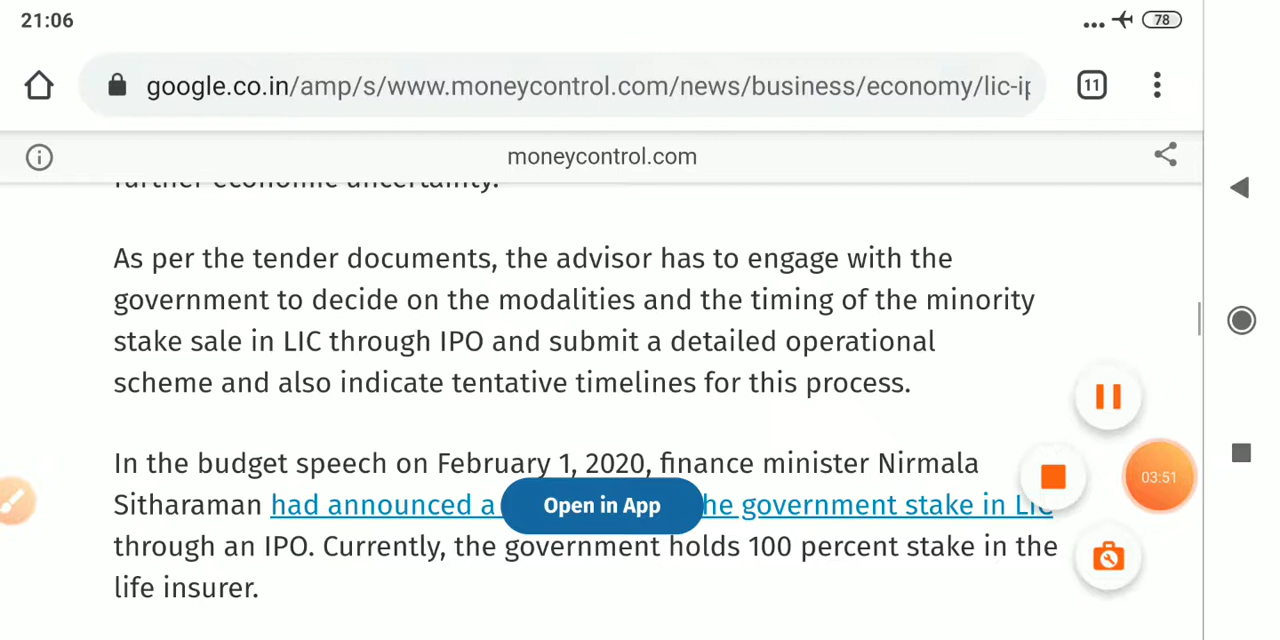 21:06
78
google.co.in/amp/s/www.moneycontrol.com/news/business/economy/lic-ip
11
moneycontrol.com
further economic uncertainty.
As per the tender documents, the advisor has to engage with the
government to decide on the modalities and the timing of the minority
stake sale in LIC through IPO and submit a detailed operational
scheme and also indicate tentative timelines for this process.
In the budget speech on February 1, 2020, finance minister Nirmala
Sitharaman had announced a Open in App he government stake in LIC
through an IPO. Currently, the government holds 100 percent stake in the
life insurer.
03:51